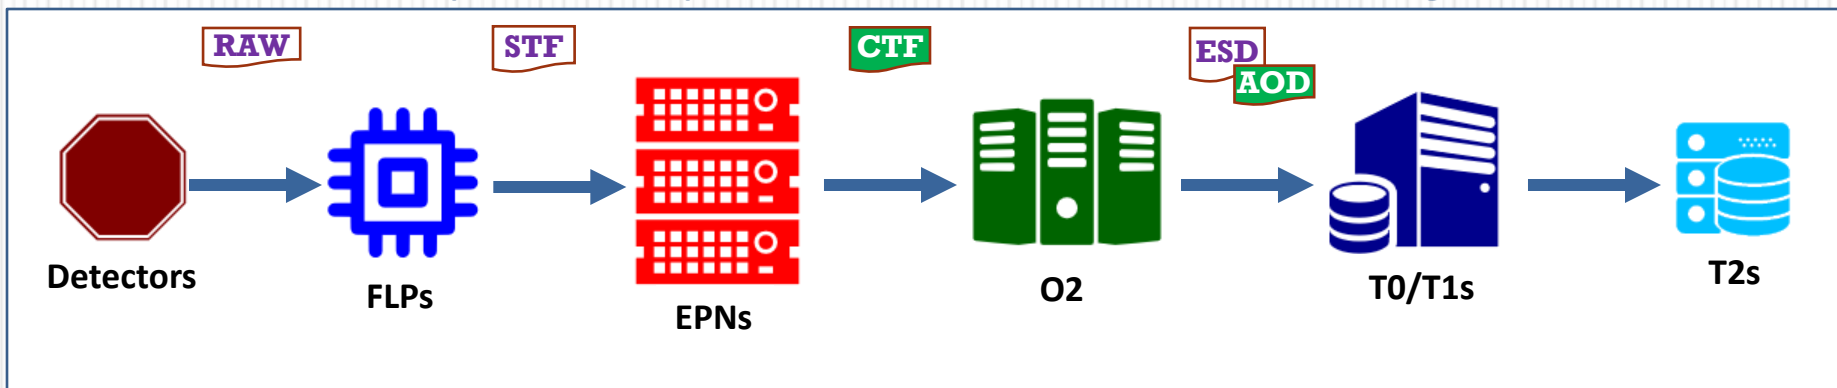 RAW
STF
CTF
ESD
AOD
Detectors
FLPs
EPNs
O2
T0/T1s
T2s